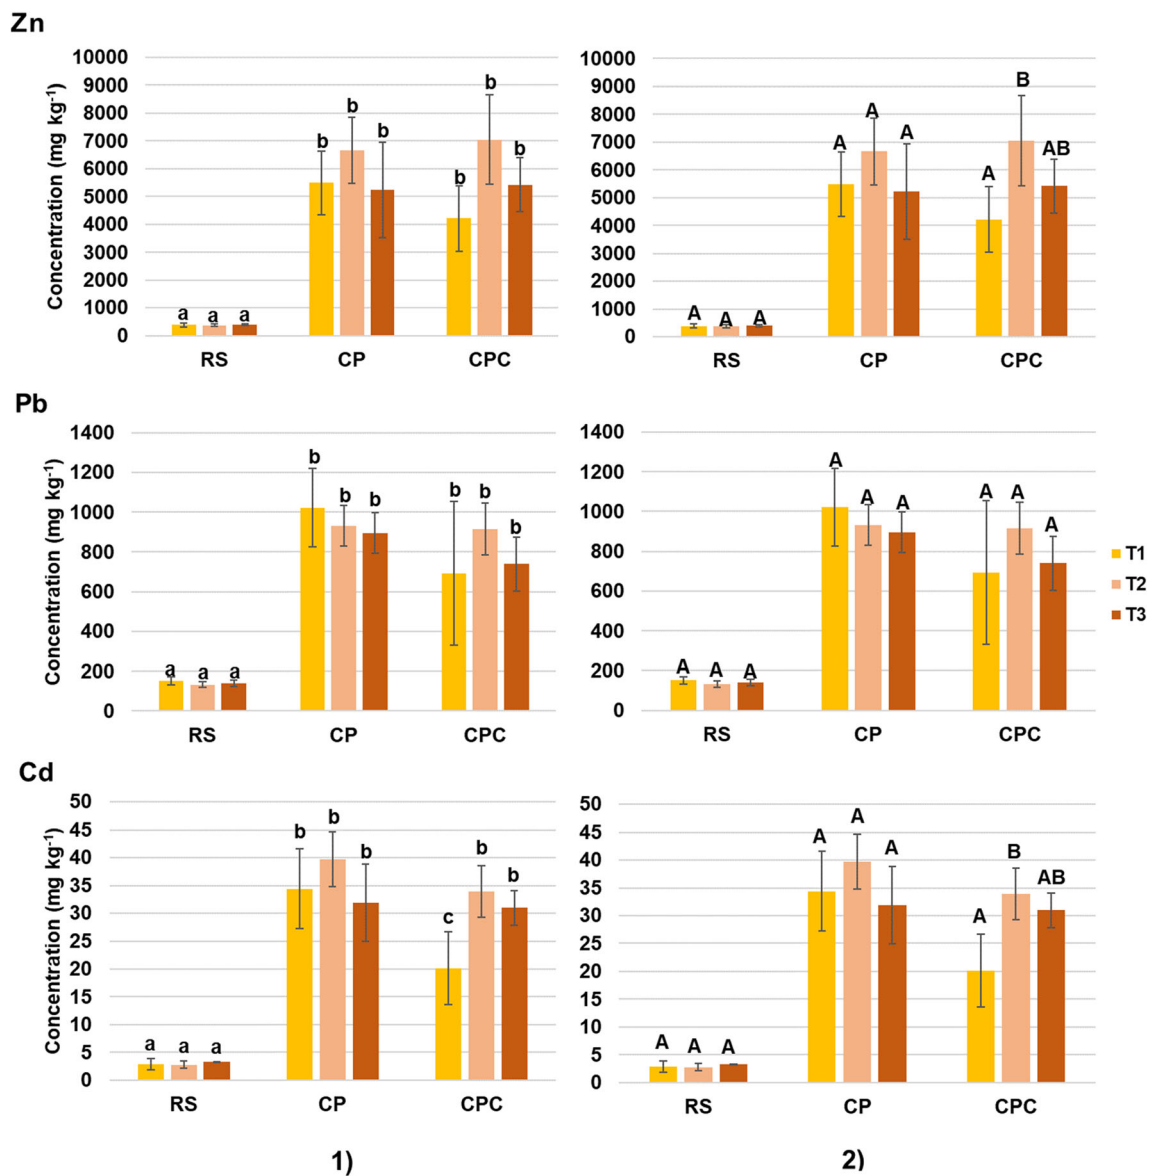 Zn
Concentration (mg kg⁻¹)
10000
9000
8000
7000
6000
5000
4000
3000
2000
1000
0
a a a
b b b
b b b
RS CP CPC
10000
9000
8000
7000
6000
5000
4000
3000
2000
1000
0
A A A
A A A
A B AB
RS CP CPC
Pb
Concentration (mg kg⁻¹)
1400
1200
1000
800
600
400
200
0
a a a
b b b
b b b
RS CP CPC
1400
1200
1000
800
600
400
200
0
A A A
A A A
A A A
RS CP CPC
T1
T2
T3
Cd
Concentration (mg kg⁻¹)
50
45
40
35
30
25
20
15
10
5
0
a a a
b b b
c b b
RS CP CPC
50
45
40
35
30
25
20
15
10
5
0
A A A
A A A
A B AB
RS CP CPC
1) 2)